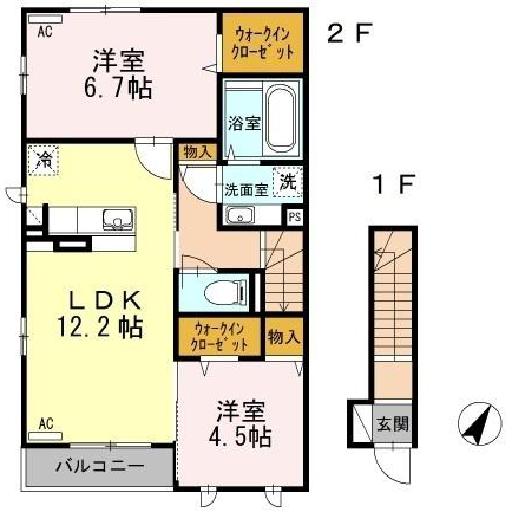 AC
洋室
6.7帖
ウォークイン
クローゼット
2F
浴室
冷
物入
洗面室
洗
PS
1F
LDK
12.2帖
ウォークイン
クローゼット
物入
洋室
4.5帖
AC
玄関
バルコニー